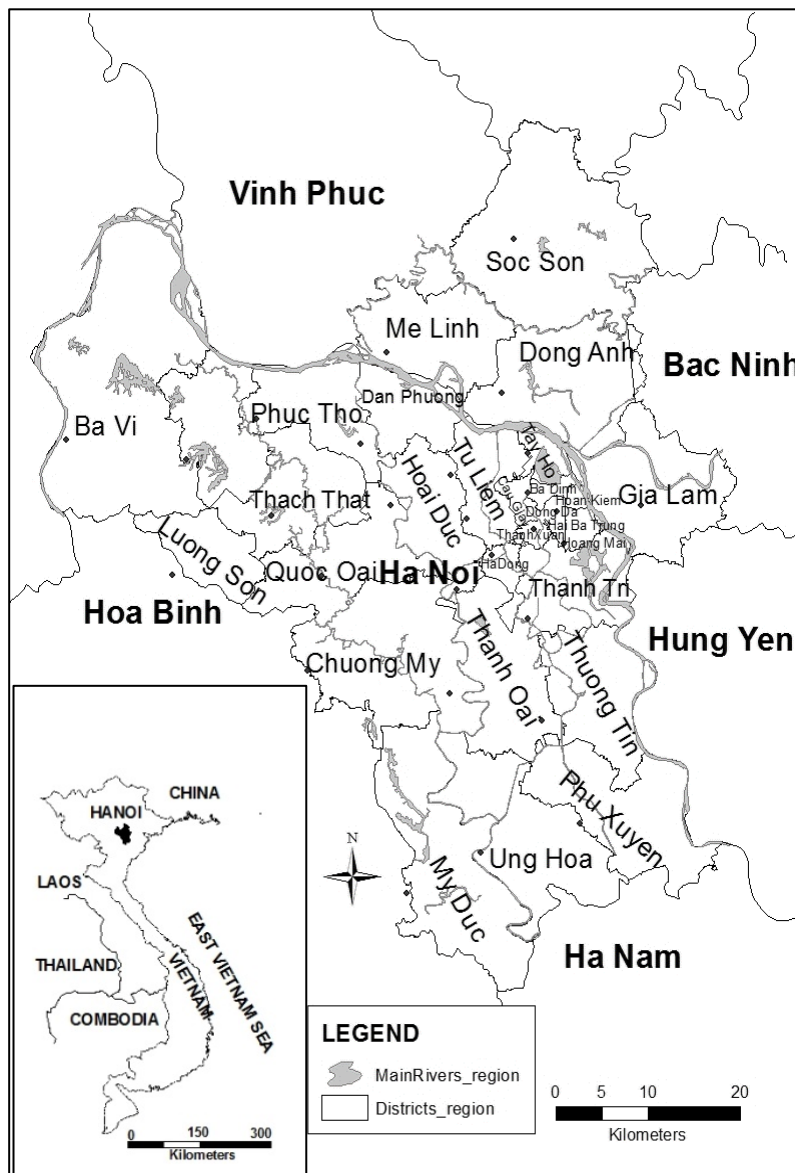 Vinh Phuc
Soc Son
Me Linh
Dong Anh
Bac Ninh
Dan Phuong
Phuc Tho
Ba Vi
Tay Ho
Tu Liem
Hoai Duc
Cau Giay
Ba Dinh
Hoan Kiem
Gia Lam
Thach That
Dong Da
Hai Ba Trung
ThanhXuan
Hoang Mai
Luong Son
Quoc Oai
Ha Noi
HaDong
Thanh Tri
Hoa Binh
Hung Yen
Chuong My
Thanh Oai
Thuong Tin
Phu Xuyen
Ung Hoa
My Duc
Ha Nam
N
CHINA
HANOI
LAOS
EAST VIETNAM SEA
THAILAND
VIETNAM
COMBODIA
0 150 300
Kilometers
LEGEND
MainRivers_region
Districts_region
0 5 10 20
Kilometers